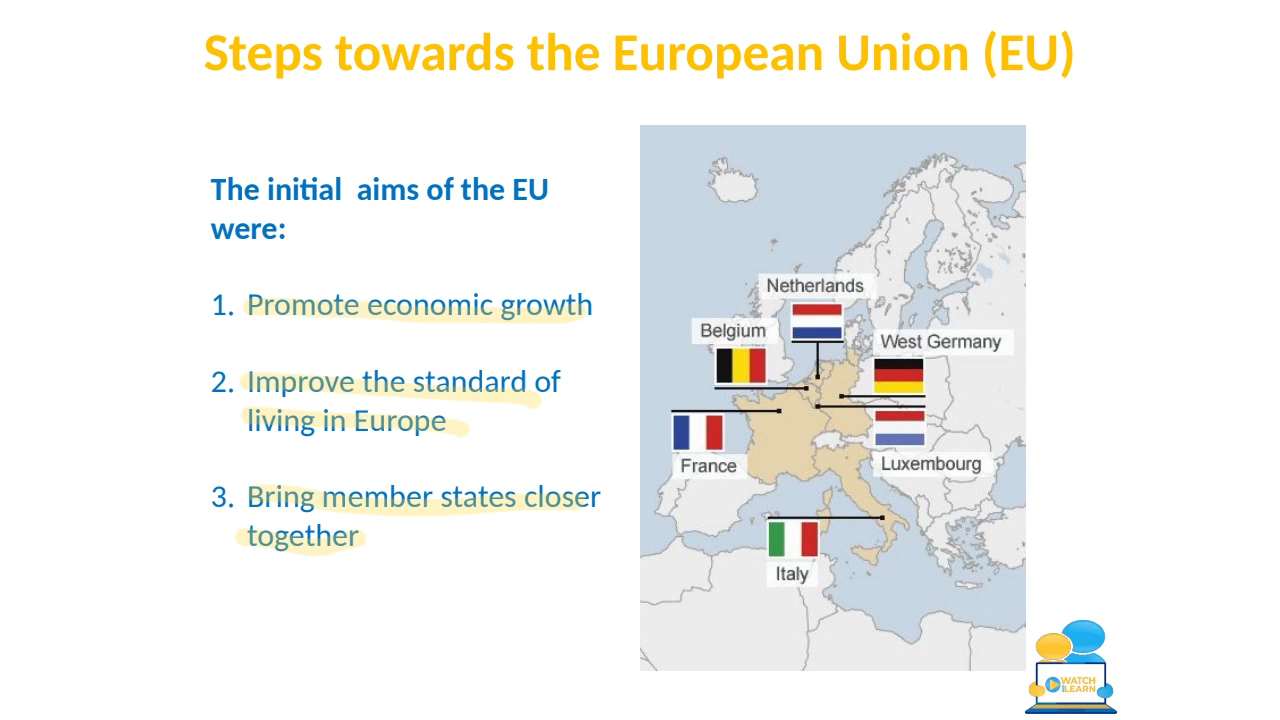 Steps towards the European Union (EU)
The initial  aims of the EU
were:
1. Promote economic growth
2. Improve the standard of
living in Europe
3. Bring member states closer
together
Netherlands
Belgium
West Germany
France
Luxembourg
Italy
WATCH
LEARN